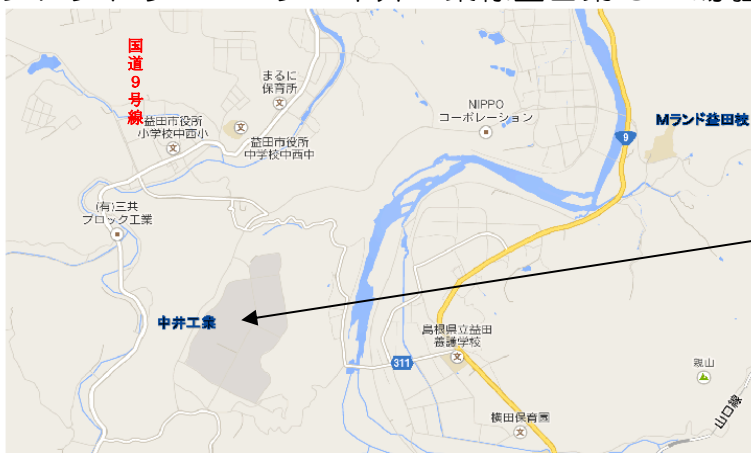 国道9号線
まるに
保育所
益田市役所
小学校中西小
益田市役所
中学校中西中
NIPPO
コーポレーション
9
Mランド益田校
(有)三共
ブロック工業
中井工業
島根県立益田
養護学校
311
親山
横田保育園
山口線